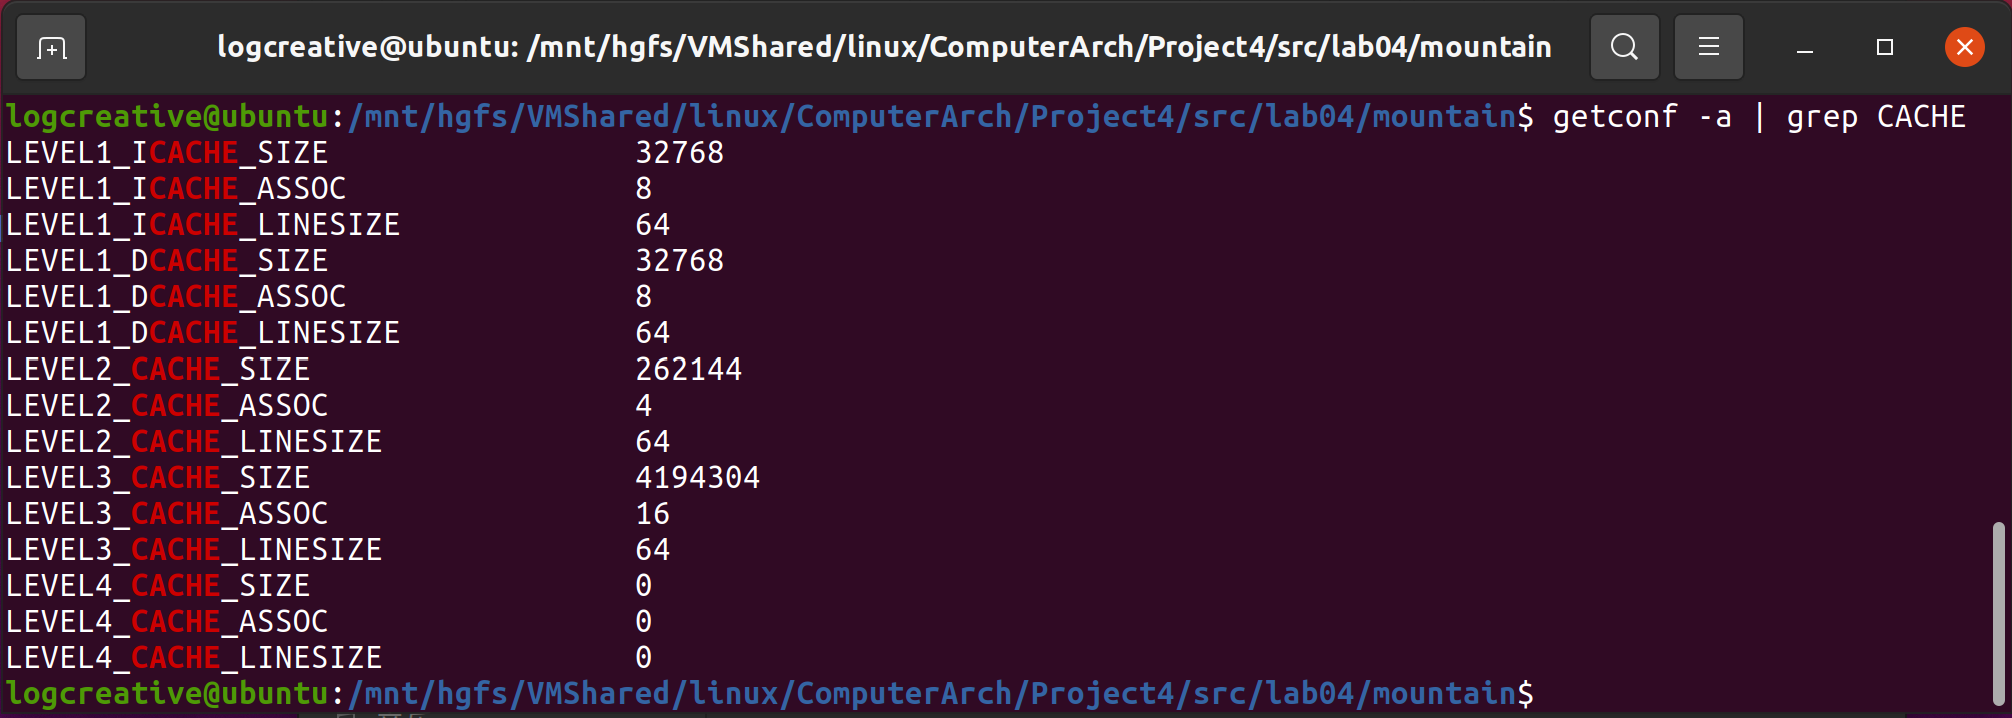 logcreative@ubuntu: /mnt/hgfs/VMShared/linux/ComputerArch/Project4/src/lab04/mountain
logcreative@ubuntu:/mnt/hgfs/VMShared/linux/ComputerArch/Project4/src/lab04/mountain$ getconf -a | grep CACHE
LEVEL1_ICACHE_SIZE                 32768
LEVEL1_ICACHE_ASSOC                8
LEVEL1_ICACHE_LINESIZE             64
LEVEL1_DCACHE_SIZE                 32768
LEVEL1_DCACHE_ASSOC                8
LEVEL1_DCACHE_LINESIZE             64
LEVEL2_CACHE_SIZE                  262144
LEVEL2_CACHE_ASSOC                 4
LEVEL2_CACHE_LINESIZE              64
LEVEL3_CACHE_SIZE                  4194304
LEVEL3_CACHE_ASSOC                 16
LEVEL3_CACHE_LINESIZE              64
LEVEL4_CACHE_SIZE                  0
LEVEL4_CACHE_ASSOC                 0
LEVEL4_CACHE_LINESIZE              0
logcreative@ubuntu:/mnt/hgfs/VMShared/linux/ComputerArch/Project4/src/lab04/mountain$